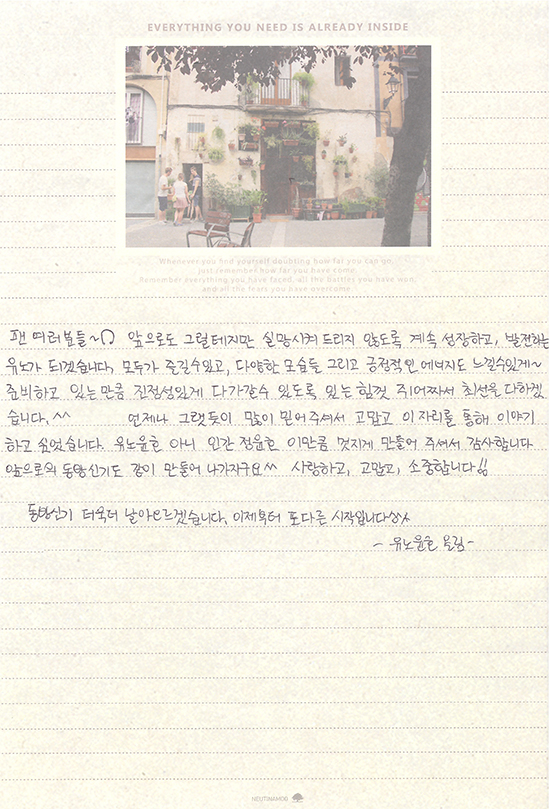 EVERYTHING YOU NEED IS ALREADY INSIDE
Whenever you find yourself doubting how far you can go,
just remember how far you have come.
Remember everything you have faced, all the battles you have won,
and all the fears you have overcome.
팬 여러분들~ 앞으로도 그럴테지만 실망시켜 드리지 않도록 계속 성장하고, 발전하는
유노가 되겠습니다. 모두가 즐길수있고, 다양한 모습들 그리고 긍정적인 에너지도 느낄수있게~
준비하고 있는 만큼 진정성있게 다가갈수 있도록 있는 힘껏 쥐어짜서 최선을 다하겠
습니다.^^ 언제나 그랬듯이 많이 믿어주셔서 고맙고 이 자리를 통해 이야기
하고 싶었습니다. 유노윤호 아니 인간 정윤호 이만큼 멋지게 만들어 주셔서 감사합니다
앞으로의 동방신기도 같이 만들어 나가자구요^^ 사랑하고, 고맙고, 소중합니다!!
동방신기 더욱더 날아오르겠습니다. 이제부터 또다른 시작입니다
- 유노윤호 올림 -
NEUTINAMOO